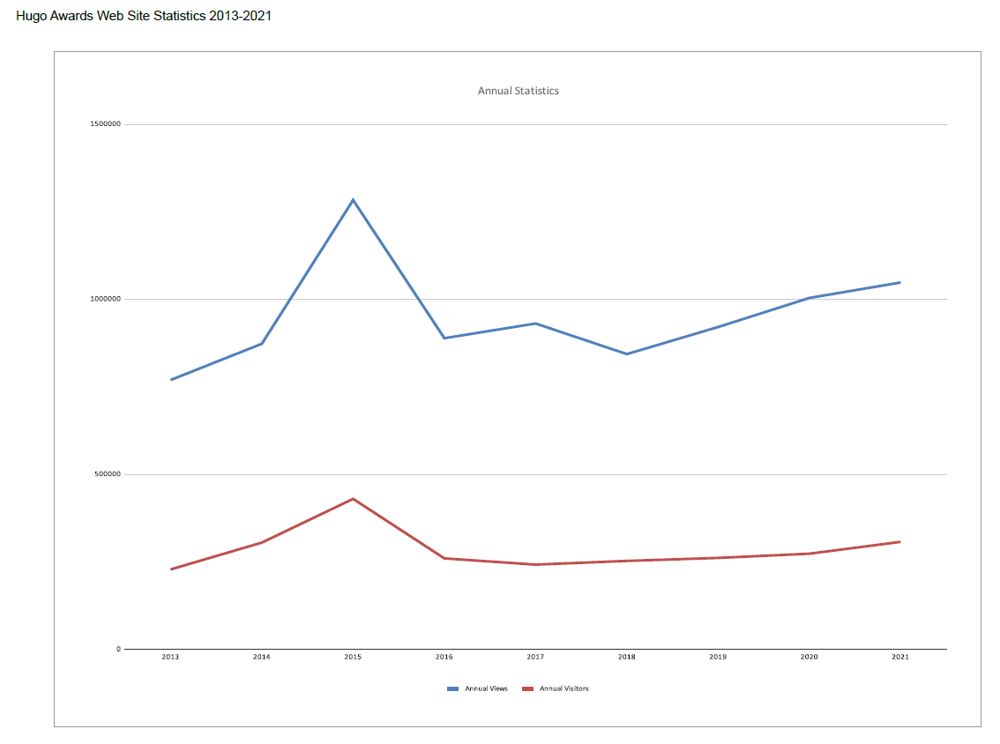 Hugo Awards Web Site Statistics 2013-2021
Annual Statistics
1500000
1000000
500000
0
2013 2014 2015 2016 2017 2018 2019 2020 2021
Annual Views Annual Visitors